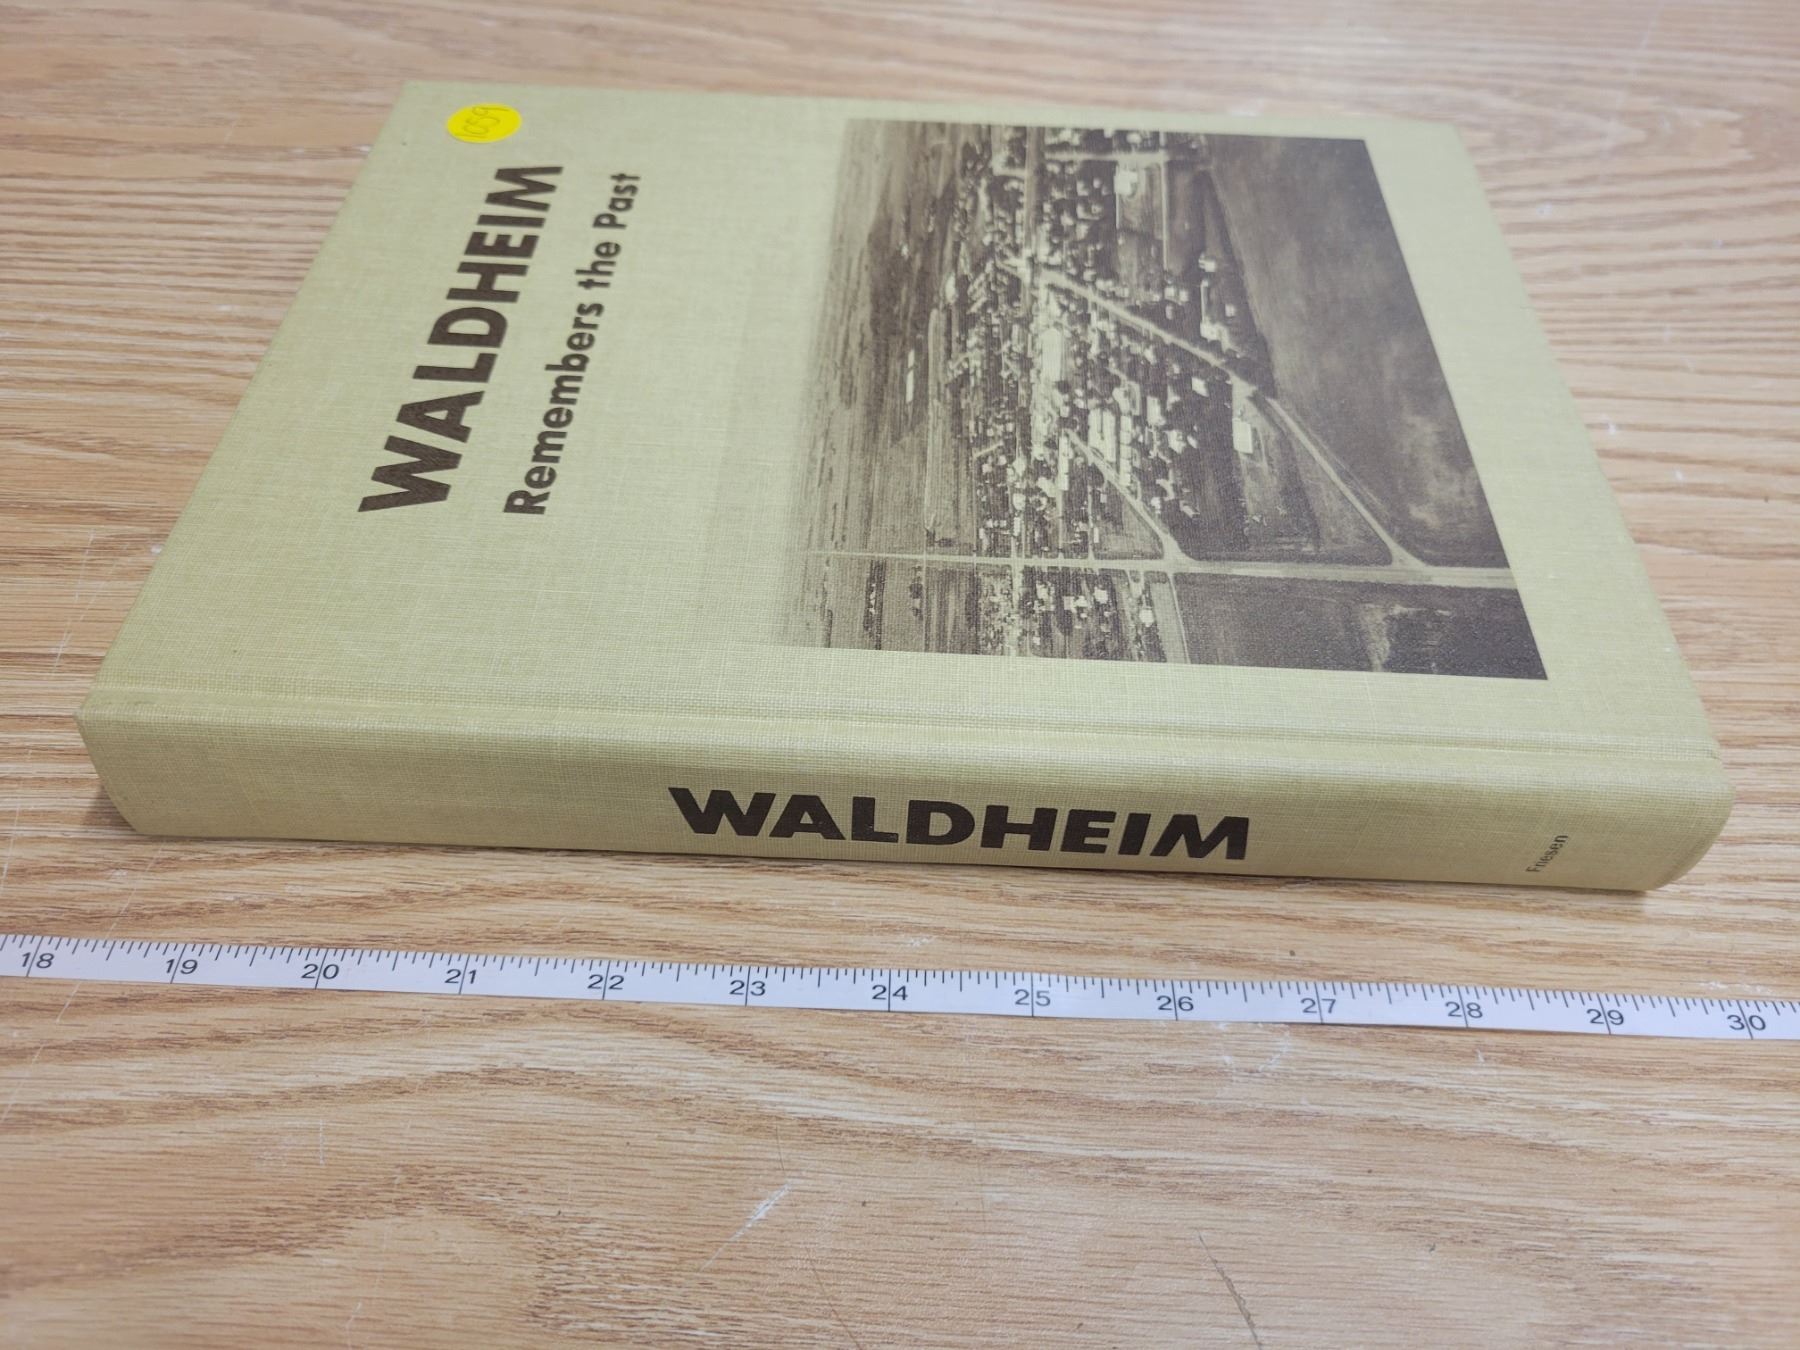 1059
WALDHEIM
Remembers the Past
WALDHEIM
Friesen
18 19 20 21 22 23 24 25 26 27 28 29 30